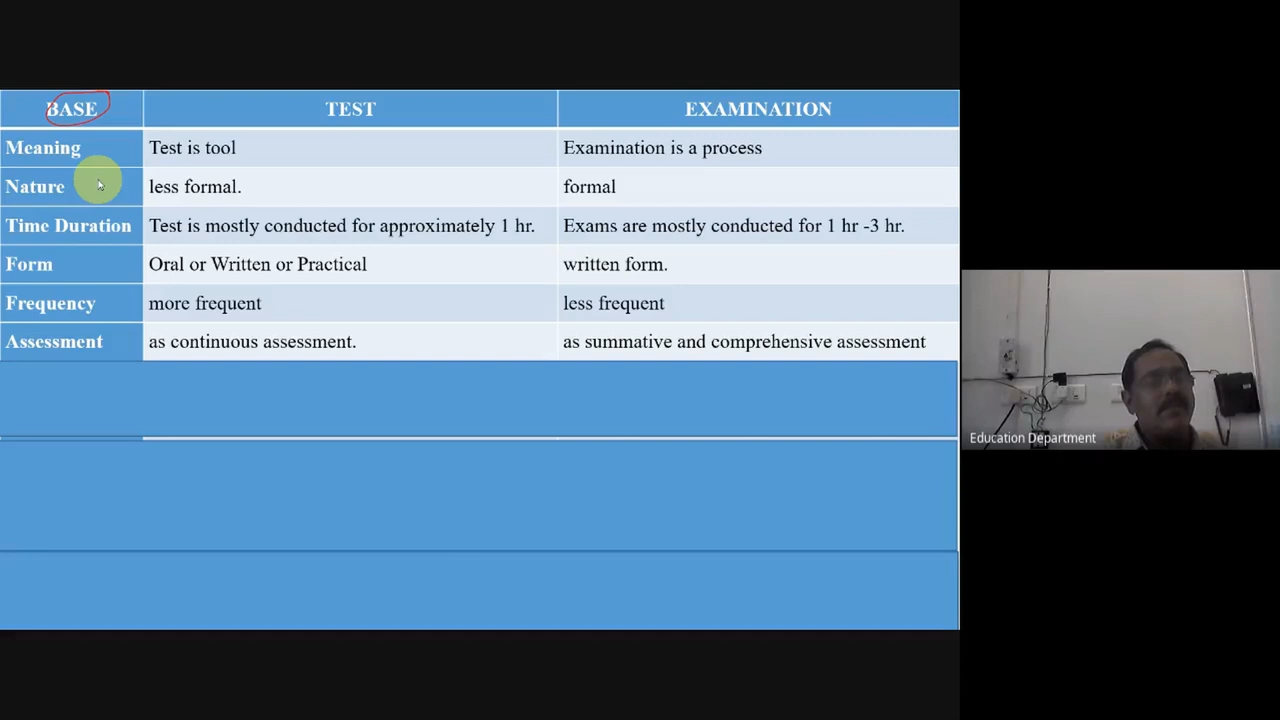 BASE TEST EXAMINATION
Meaning Test is tool Examination is a process
Nature less formal. formal
Time Duration Test is mostly conducted for approximately 1 hr. Exams are mostly conducted for 1 hr -3 hr.
Form Oral or Written or Practical written form.
Frequency more frequent less frequent
Assessment as continuous assessment. as summative and comprehensive assessment
Education Department